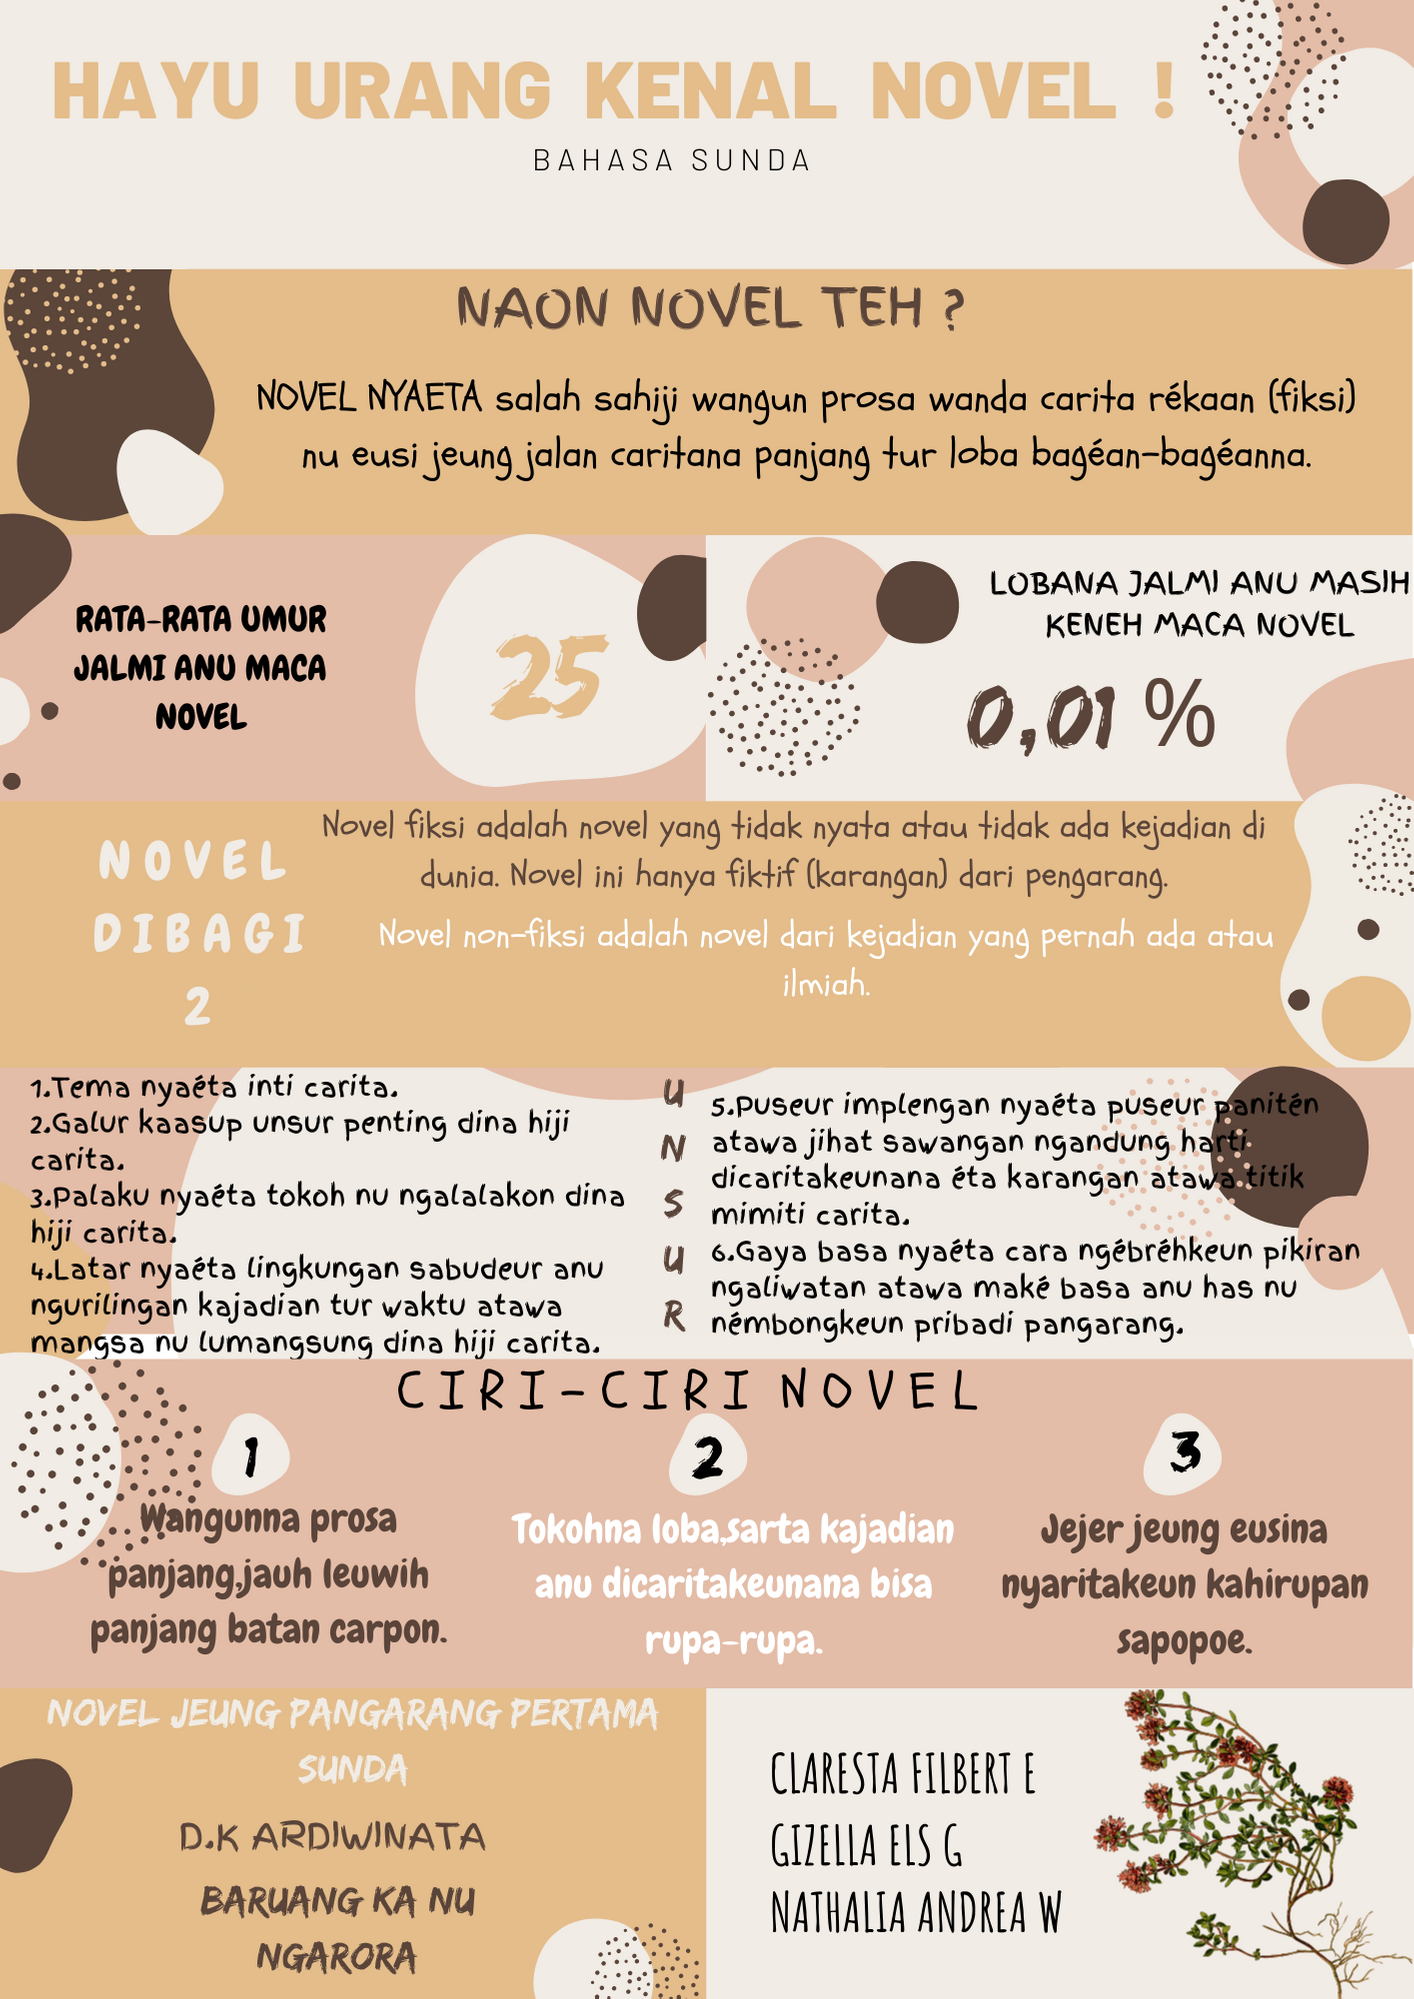 HAYU URANG KENAL NOVEL !
BAHASA SUNDA
NAON NOVEL TEH ?
NOVEL NYAETA salah sahiji wangun prosa wanda carita rékaan (fiksi)
nu eusi jeung jalan caritana panjang tur loba bagéan-bagéanna.
RATA-RATA UMUR
JALMI ANU MACA
NOVEL
25
LOBANA JALMI ANU MASIH
KENEH MACA NOVEL
0,01 %
NOVEL
DIBAGI
2
Novel fiksi adalah novel yang tidak nyata atau tidak ada kejadian di
dunia. Novel ini hanya fiktif (karangan) dari pengarang.
Novel non-fiksi adalah novel dari kejadian yang pernah ada atau
ilmiah.
1.Tema nyaéta inti carita.
2.Galur kaasup unsur penting dina hiji
carita.
3.Palaku nyaéta tokoh nu ngalalakon dina
hiji carita.
4.Latar nyaéta lingkungan sabudeur anu
ngurilingan kajadian tur waktu atawa
mangsa nu lumangsung dina hiji carita.
U
N
S
U
R
5.Puseur implengan nyaéta puseur panitén
atawa jihat sawangan ngandung harti
dicaritakeunana éta karangan atawa titik
mimiti carita.
6.Gaya basa nyaéta cara ngébréhkeun pikiran
ngaliwatan atawa maké basa anu has nu
némbongkeun pribadi pangarang.
CIRI-CIRI NOVEL
1
Wangunna prosa
panjang,jauh leuwih
panjang batan carpon.
2
Tokohna loba,sarta kajadian
anu dicaritakeunana bisa
rupa-rupa.
3
Jejer jeung eusina
nyaritakeun kahirupan
sapopoe.
NOVEL JEUNG PANGARANG PERTAMA
SUNDA
D.K ARDIWINATA
BARUANG KA NU
NGARORA
CLARESTA FILBERT E
GIZELLA ELS G
NATHALIA ANDREA W